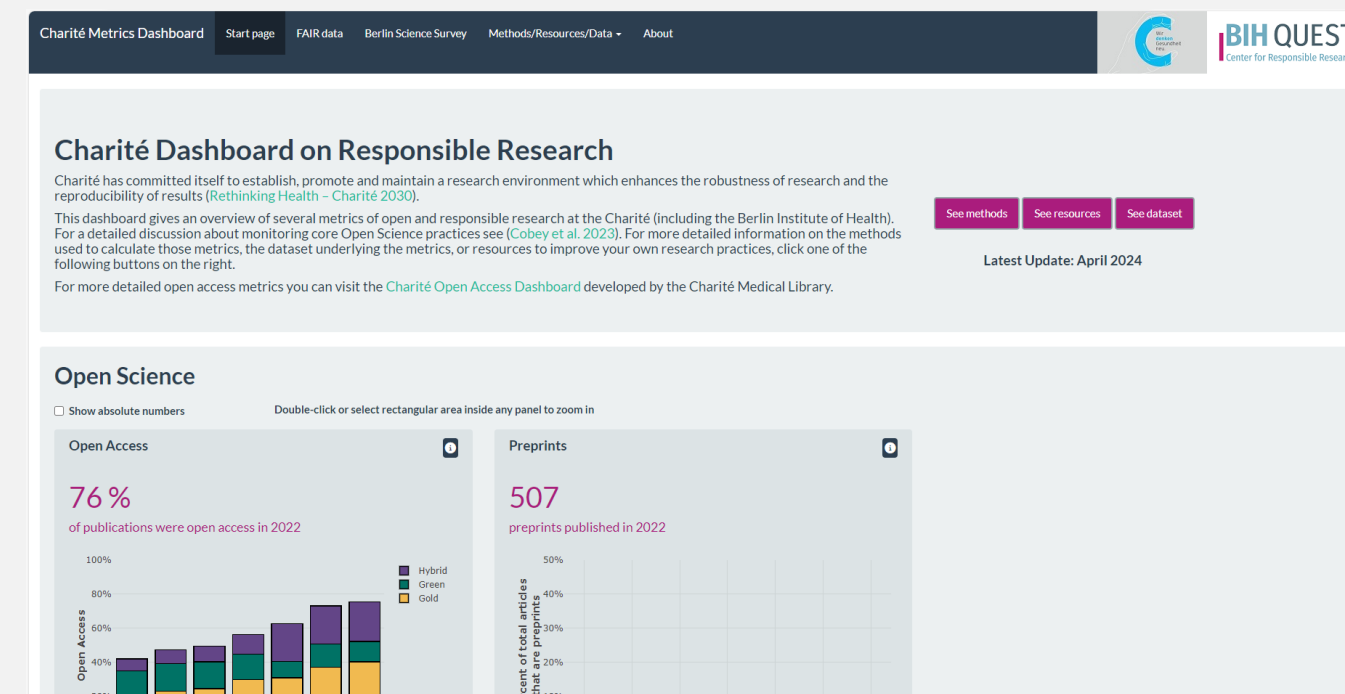 Charité Metrics Dashboard
Start page
FAIR data
Berlin Science Survey
Methods/Resources/Data
About
BIH QUEST
Center for Responsible Resear
Charité Dashboard on Responsible Research
Charité has committed itself to establish, promote and maintain a research environment which enhances the robustness of research and the
reproducibility of results (Rethinking Health – Charité 2030).
This dashboard gives an overview of several metrics of open and responsible research at the Charité (including the Berlin Institute of Health).
For a detailed discussion about monitoring core Open Science practices see (Cobey et al. 2023). For more detailed information on the methods
used to calculate those metrics, the dataset underlying the metrics, or resources to improve your own research practices, click one of the
following buttons on the right.
For more detailed open access metrics you can visit the Charité Open Access Dashboard developed by the Charité Medical Library.
See methods
See resources
See dataset
Latest Update: April 2024
Open Science
Show absolute numbers
Double-click or select rectangular area inside any panel to zoom in
Open Access
76 %
of publications were open access in 2022
100%
80%
60%
40%
Open Access
Hybrid
Green
Gold
Preprints
507
preprints published in 2022
50%
40%
30%
20%
cent of total articles
that are preprints